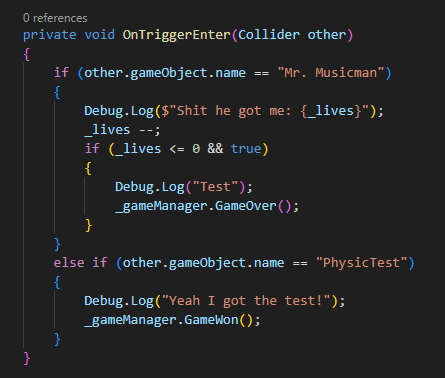 0 references
private void OnTriggerEnter(Collider other)
{
    if (other.gameObject.name == "Mr. Musicman")
    {
        Debug.Log($"Shit he got me: {_lives}");
        _lives --;
        if (_lives <= 0 && true)
        {
            Debug.Log("Test");
            _gameManager.GameOver();
        }
    }
    else if (other.gameObject.name == "PhysicTest")
    {
        Debug.Log("Yeah I got the test!");
        _gameManager.GameWon();
    }
}